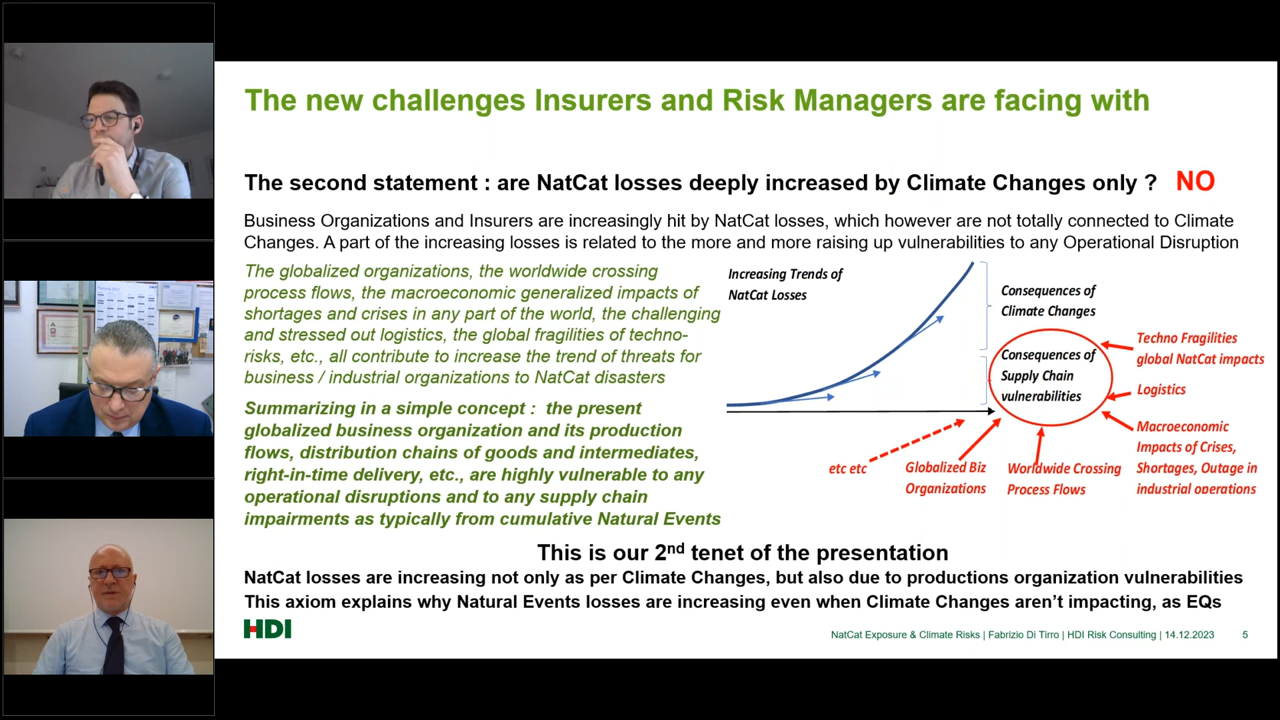 The new challenges Insurers and Risk Managers are facing with
The second statement : are NatCat losses deeply increased by Climate Changes only ? NO
Business Organizations and Insurers are increasingly hit by NatCat losses, which however are not totally connected to Climate
Changes. A part of the increasing losses is related to the more and more raising up vulnerabilities to any Operational Disruption
The globalized organizations, the worldwide crossing
process flows, the macroeconomic generalized impacts of
shortages and crises in any part of the world, the challenging
and stressed out logistics, the global fragilities of techno-
risks, etc., all contribute to increase the trend of threats for
business / industrial organizations to NatCat disasters
Summarizing in a simple concept : the present
globalized business organization and its production
flows, distribution chains of goods and intermediates,
right-in-time delivery, etc., are highly vulnerable to any
operational disruptions and to any supply chain
impairments as typically from cumulative Natural Events
Increasing Trends of
NatCat Losses
Consequences of
Climate Changes
Consequences of
Supply Chain
vulnerabilities
Techno Fragilities
global NatCat impacts
Logistics
Macroeconomic
Impacts of Crises,
Shortages, Outage in
industrial operations
etc etc
Globalized Biz
Organizations
Worldwide Crossing
Process Flows
This is our 2nd tenet of the presentation
NatCat losses are increasing not only as per Climate Changes, but also due to productions organization vulnerabilities
This axiom explains why Natural Events losses are increasing even when Climate Changes aren't impacting, as EQs
HDI
NatCat Exposure & Climate Risks | Fabrizio Di Tirro | HDI Risk Consulting | 14.12.2023 5